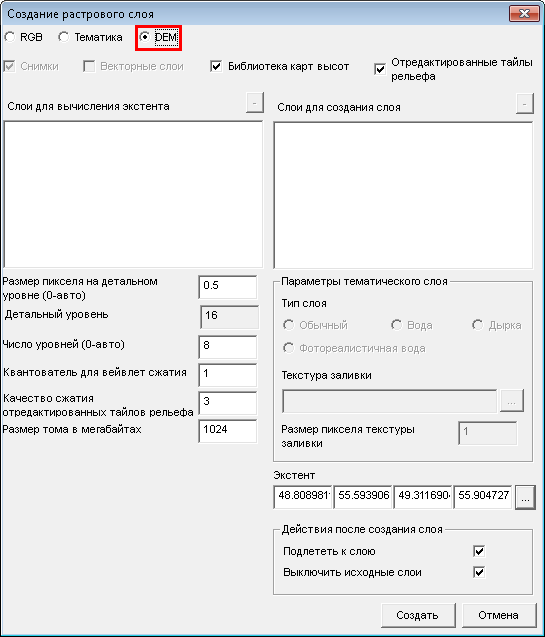 Создание растрового слоя
RGB
Тематика
DEM
Снимки
Векторные слои
Библиотека карт высот
Отредактированные тайлы
рельефа
Слои для вычисления экстента
-
Слои для создания слоя
-
Размер пикселя на детальном
уровне (0-авто)
0.5
Детальный уровень
16
Число уровней (0-авто)
8
Квантователь для вейвлет сжатия
1
Качество сжатия
отредактированных тайлов рельефа
3
Размер тома в мегабайтах
1024
Параметры тематического слоя
Тип слоя
Обычный
Вода
Дырка
Фотореалистичная вода
Текстура заливки
...
Размер пикселя текстуры
заливки
1
Экстент
55.593906
55.904727
...
Действия после создания слоя
Подлететь к слою
Выключить исходные слои
Создать
Отмена